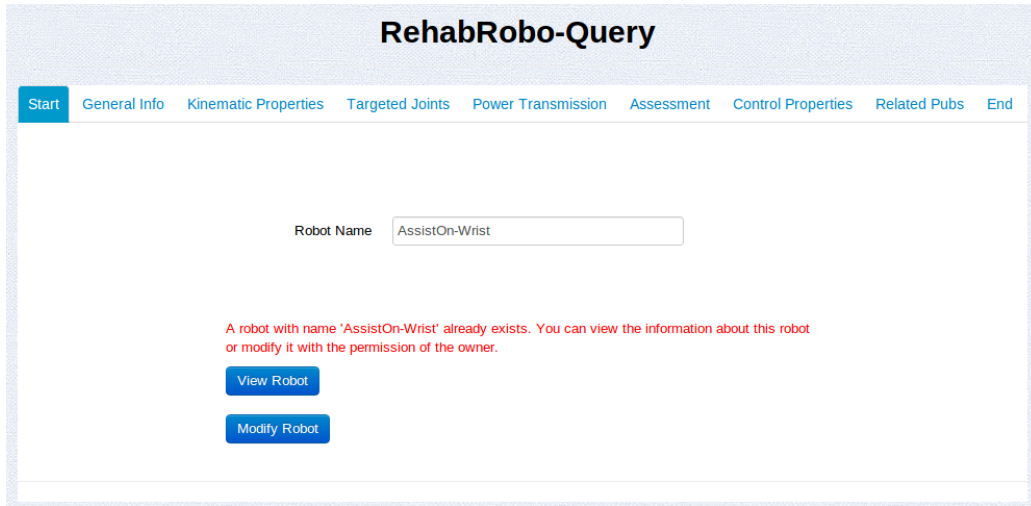 RehabRobo-Query
Start General Info Kinematic Properties Targeted Joints Power Transmission Assessment Control Properties Related Pubs End
Robot Name AssistOn-Wrist
A robot with name 'AssistOn-Wrist' already exists. You can view the information about this robot
or modify it with the permission of the owner.
View Robot
Modify Robot